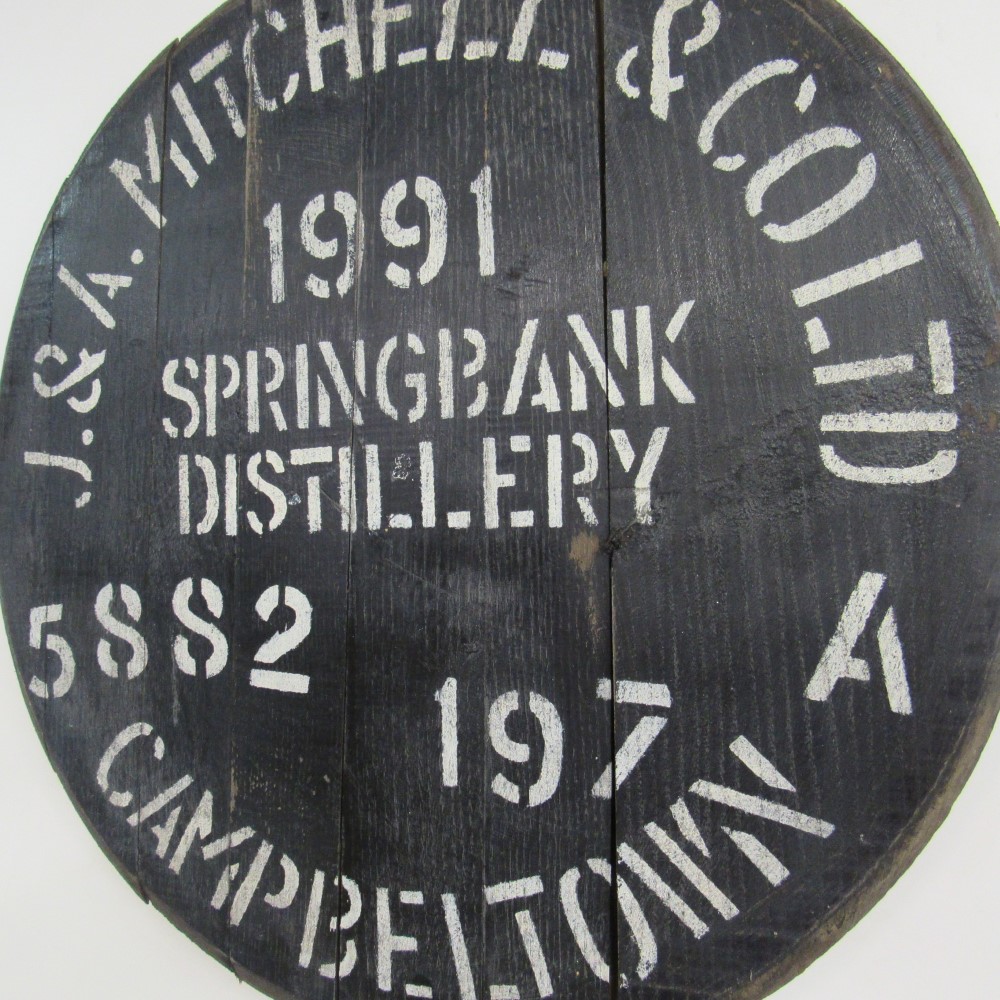 J. & A. MITCHELL & CO LTD
1991
SPRINGBANK
DISTILLERY
5882
A
197
CAMPBELTOWN